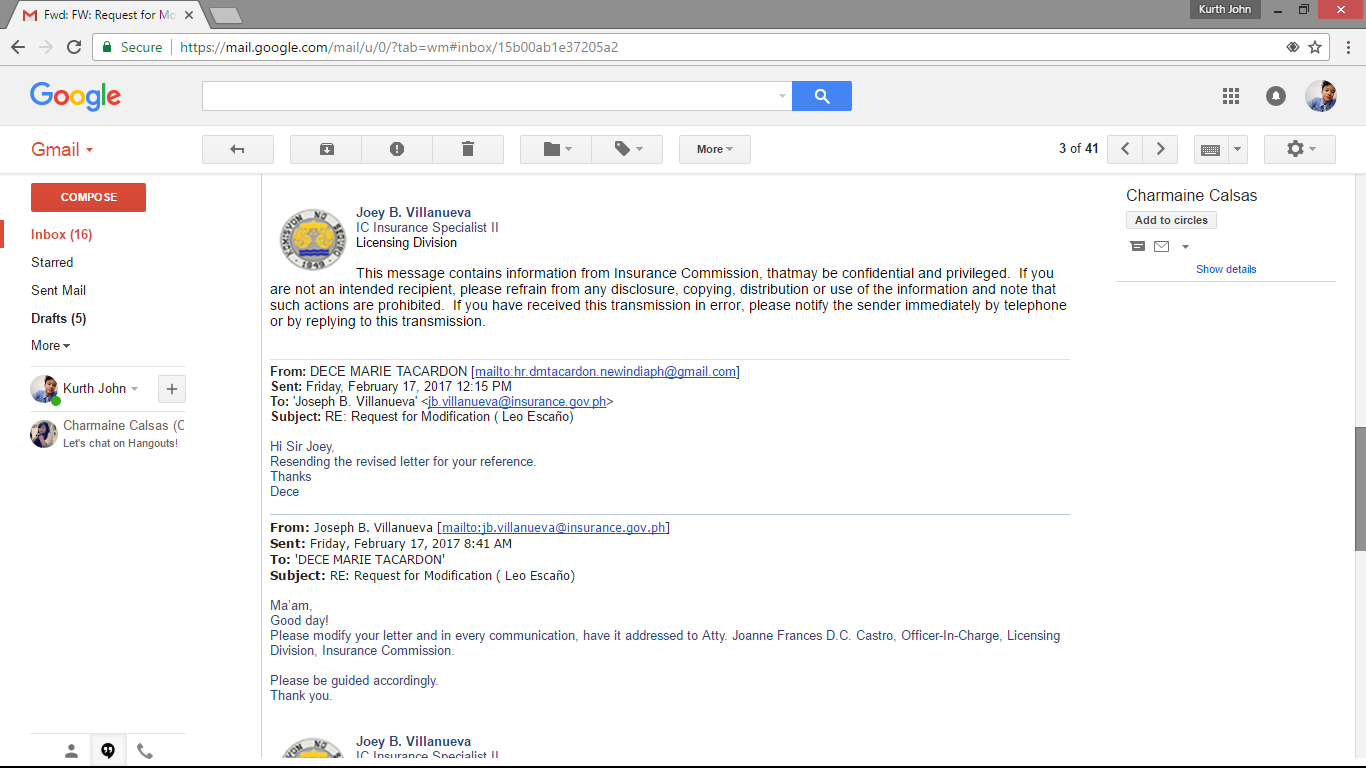 Fwd: FW: Request for Mo
Kurth John
Secure
https://mail.google.com/mail/u/0/?tab=wm#inbox/15b00ab1e37205a2
Google
Gmail
More
3 of 41
COMPOSE
Inbox (16)
Starred
Sent Mail
Drafts (5)
More
Kurth John
Charmaine Calsas (C
Let's chat on Hangouts!
KOMISYON NG SEGURO
1949
Joey B. Villanueva
IC Insurance Specialist II
Licensing Division
This message contains information from Insurance Commission, thatmay be confidential and privileged.  If you
are not an intended recipient, please refrain from any disclosure, copying, distribution or use of the information and note that
such actions are prohibited.  If you have received this transmission in error, please notify the sender immediately by telephone
or by replying to this transmission.
From: DECE MARIE TACARDON [mailto:hr.dmtacardon.newindiaph@gmail.com]
Sent: Friday, February 17, 2017 12:15 PM
To: 'Joseph B. Villanueva' <jb.villanueva@insurance.gov.ph>
Subject: RE: Request for Modification ( Leo Escaño)
Hi Sir Joey,
Resending the revised letter for your reference.
Thanks
Dece
From: Joseph B. Villanueva [mailto:jb.villanueva@insurance.gov.ph]
Sent: Friday, February 17, 2017 8:41 AM
To: 'DECE MARIE TACARDON'
Subject: RE: Request for Modification ( Leo Escaño)
Ma'am,
Good day!
Please modify your letter and in every communication, have it addressed to Atty. Joanne Frances D.C. Castro, Officer-In-Charge, Licensing
Division, Insurance Commission.
Please be guided accordingly.
Thank you.
Joey B. Villanueva
IC Insurance Specialist II
Charmaine Calsas
Add to circles
Show details